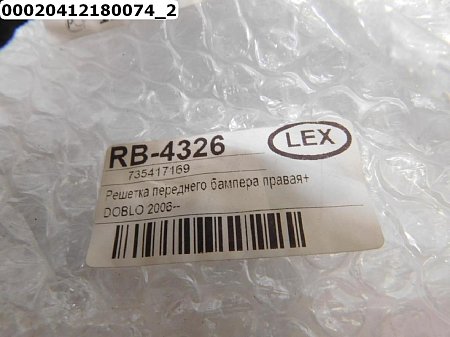 00020412180074_2
RB-4326
LEX
735417169
Решетка переднего бампера правая+
DOBLO 2006--